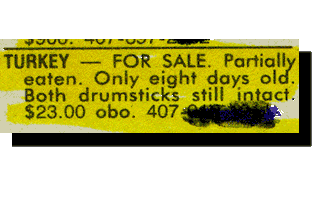 TURKEY — FOR SALE. Partially
eaten. Only eight days old.
Both drumsticks still intact.
$23.00 obo. 407-